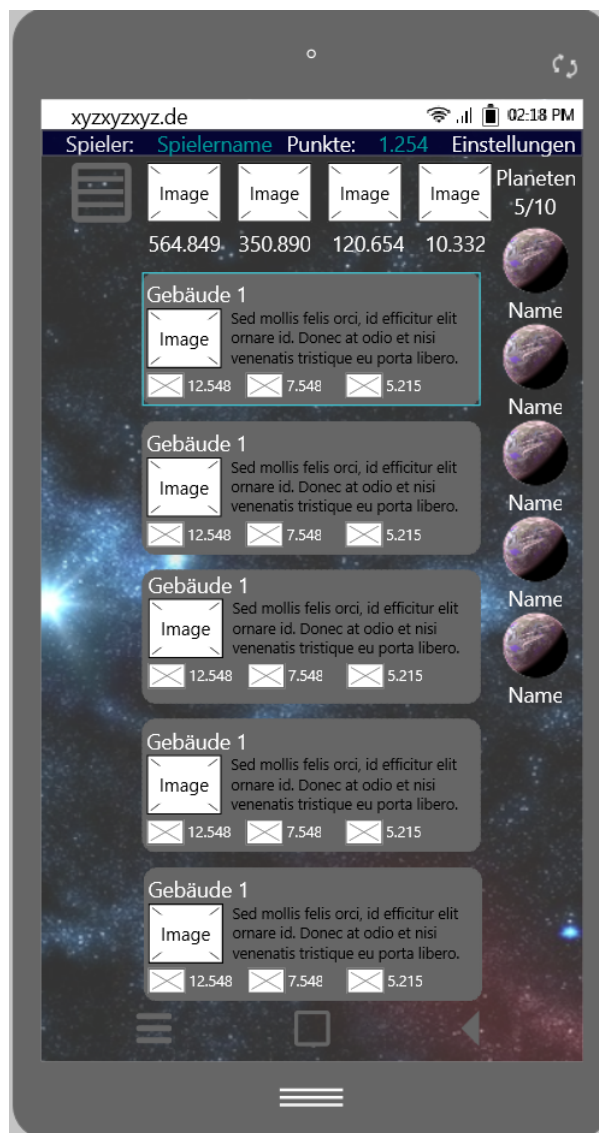 xyzxyzxyz.de 02:18 PM
Spieler: Spielername Punkte: 1.254 Einstellungen
Image Image Image Image
564.849 350.890 120.654 10.332
Planeten
5/10
Name
Name
Name
Name
Name
Gebäude 1
Image
Sed mollis felis orci, id efficitur elit
ornare id. Donec at odio et nisi
venenatis tristique eu porta libero.
12.548 7.548 5.215
Gebäude 1
Image
Sed mollis felis orci, id efficitur elit
ornare id. Donec at odio et nisi
venenatis tristique eu porta libero.
12.548 7.548 5.215
Gebäude 1
Image
Sed mollis felis orci, id efficitur elit
ornare id. Donec at odio et nisi
venenatis tristique eu porta libero.
12.548 7.548 5.215
Gebäude 1
Image
Sed mollis felis orci, id efficitur elit
ornare id. Donec at odio et nisi
venenatis tristique eu porta libero.
12.548 7.548 5.215
Gebäude 1
Image
Sed mollis felis orci, id efficitur elit
ornare id. Donec at odio et nisi
venenatis tristique eu porta libero.
12.548 7.548 5.215